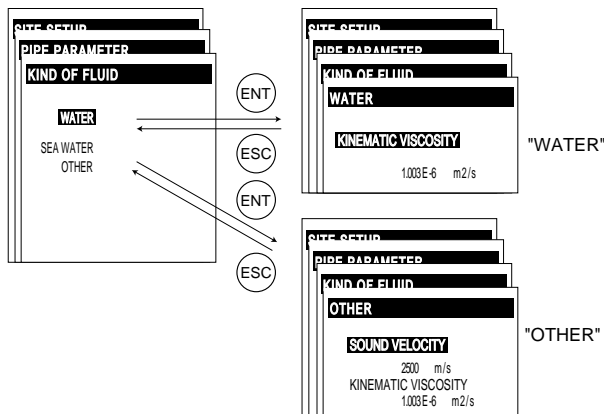 SITE SETUP
PIPE PARAMETER
KIND OF FLUID
WATER
SEA WATER
OTHER
ENT
ESC
ENT
ESC
SITE SETUP
PIPE PARAMETER
KIND OF FLUID
WATER
KINEMATIC VISCOSITY
1.003E-6 m2/s
"WATER"
SITE SETUP
PIPE PARAMETER
KIND OF FLUID
OTHER
SOUND VELOCITY
2500 m/s
KINEMATIC VISCOSITY
1.003E-6 m2/s
"OTHER"